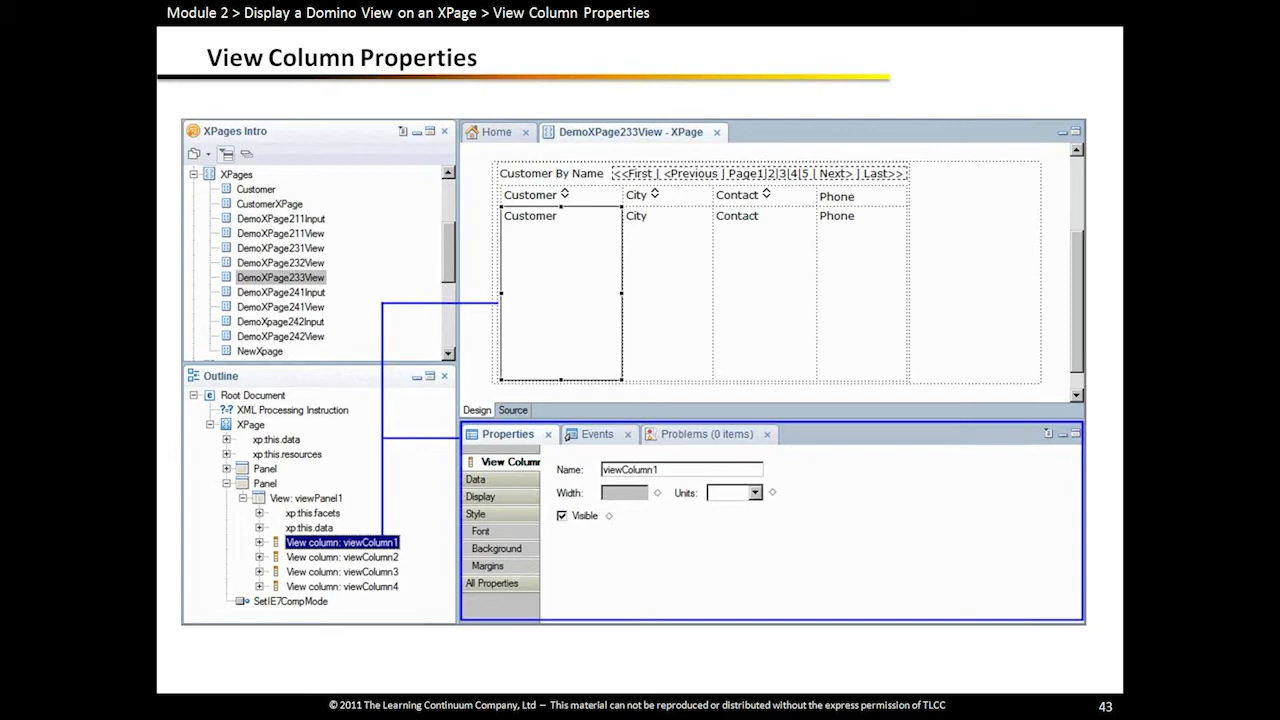 Module 2 > Display a Domino View on an XPage > View Column Properties
View Column Properties
XPages Intro
XPages
Customer
CustomerXPage
DemoXPage211Input
DemoXPage211View
DemoXPage231View
DemoXPage232View
DemoXPage233View
DemoXPage241Input
DemoXPage241View
DemoXpage242Input
DemoXPage242View
NewXpage
Outline
Root Document
XML Processing Instruction
XPage
xp:this.data
xp:this.resources
Panel
Panel
View: viewPanel1
xp:this.facets
xp:this.data
View column: viewColumn1
View column: viewColumn2
View column: viewColumn3
View column: viewColumn4
SetIE7CompMode
Home DemoXPage233View - XPage
Customer By Name <<First | <Previous | Page1|2|3|4|5 | Next> | Last>>
Customer City Contact Phone
Customer City Contact Phone
Design Source
Properties Events Problems (0 items)
View Column
Data
Display
Style
Font
Background
Margins
All Properties
Name: viewColumn1
Width: Units:
Visible
© 2011 The Learning Continuum Company, Ltd – This material can not be reproduced or distributed without the express permission of TLCC
43